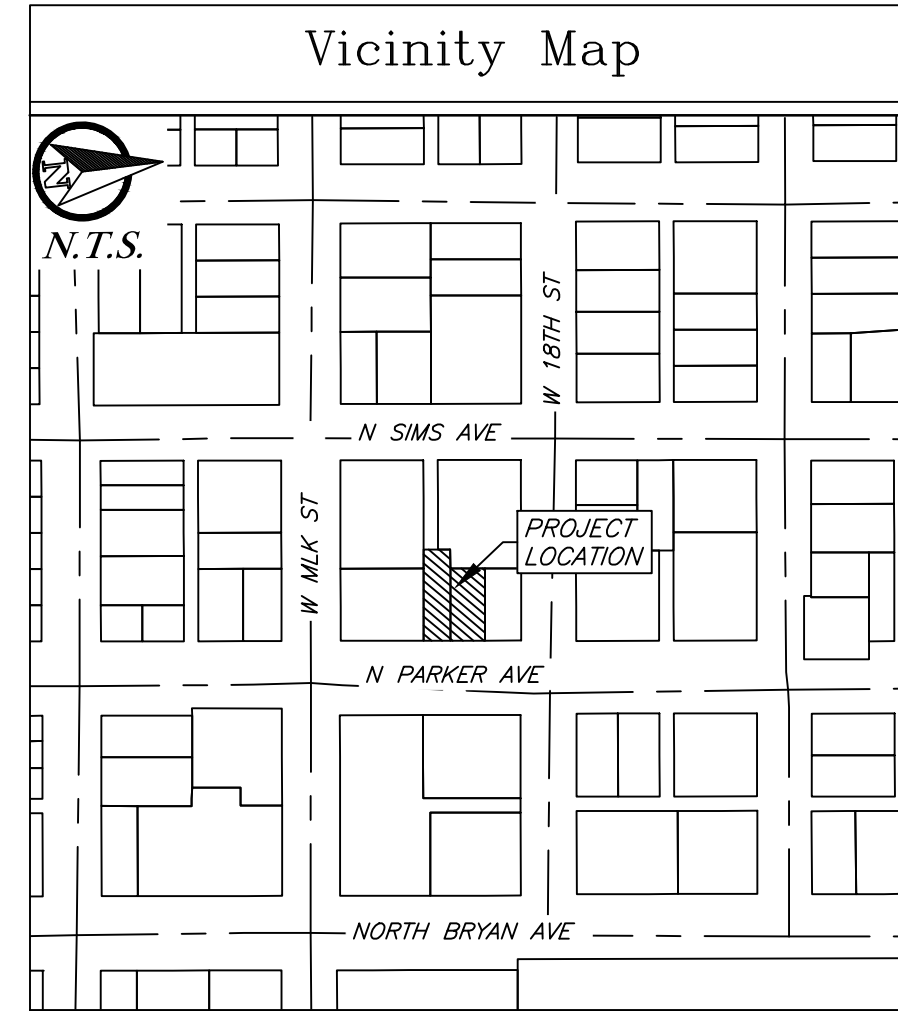 Vicinity Map
N
N.T.S.
W 18TH ST
N SIMS AVE
W MLK ST
PROJECT
LOCATION
N PARKER AVE
NORTH BRYAN AVE